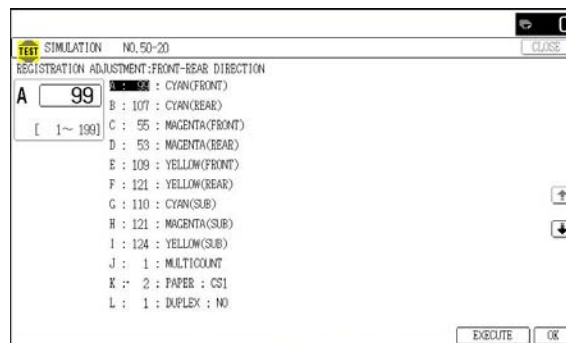 0
TEST SIMULATION NO.50-20 CLOSE
REGISTRATION ADJUSTMENT:FRONT-REAR DIRECTION
A 99
[ 1~ 199]
A : 99 : CYAN(FRONT)
B : 107 : CYAN(REAR)
C : 55 : MAGENTA(FRONT)
D : 53 : MAGENTA(REAR)
E : 109 : YELLOW(FRONT)
F : 121 : YELLOW(REAR)
G : 110 : CYAN(SUB)
H : 121 : MAGENTA(SUB)
I : 124 : YELLOW(SUB)
J : 1 : MULTICOUNT
K : 2 : PAPER : CS1
L : 1 : DUPLEX : NO
EXECUTE OK